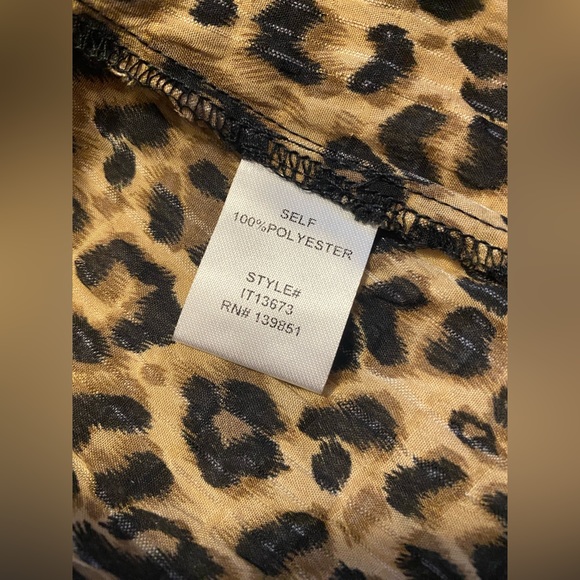 SELF
100%POLYESTER
STYLE#
IT13673
RN# 139851